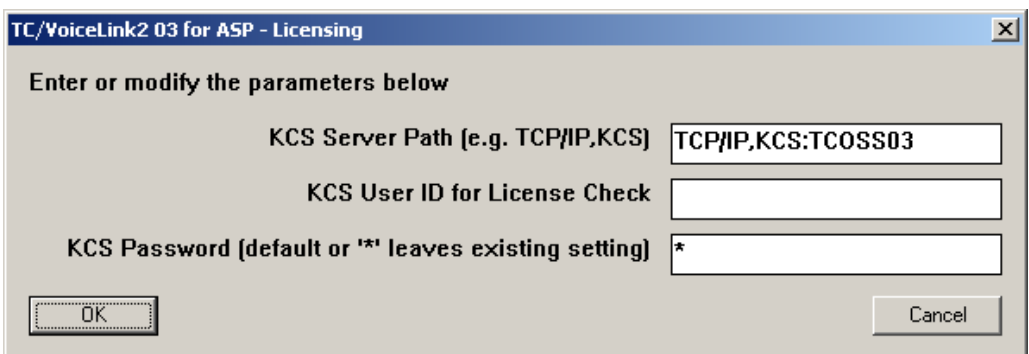 TC/VoiceLink2 03 for ASP - Licensing
Enter or modify the parameters below
KCS Server Path (e.g. TCP/IP,KCS) TCP/IP,KCS:TCOSS03
KCS User ID for License Check
KCS Password (default or '*' leaves existing setting) *
OK Cancel